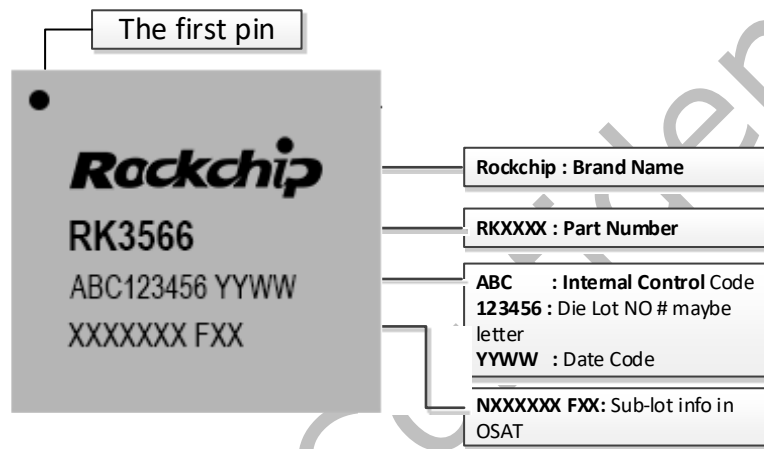 The first pin
Rockchip
RK3566
ABC123456 YYWW
XXXXXXX FXX
Rockchip : Brand Name
RKXXXX : Part Number
ABC : Internal Control Code
123456 : Die Lot NO # maybe
letter
YYWW : Date Code
NXXXXXX FXX: Sub-lot info in
OSAT